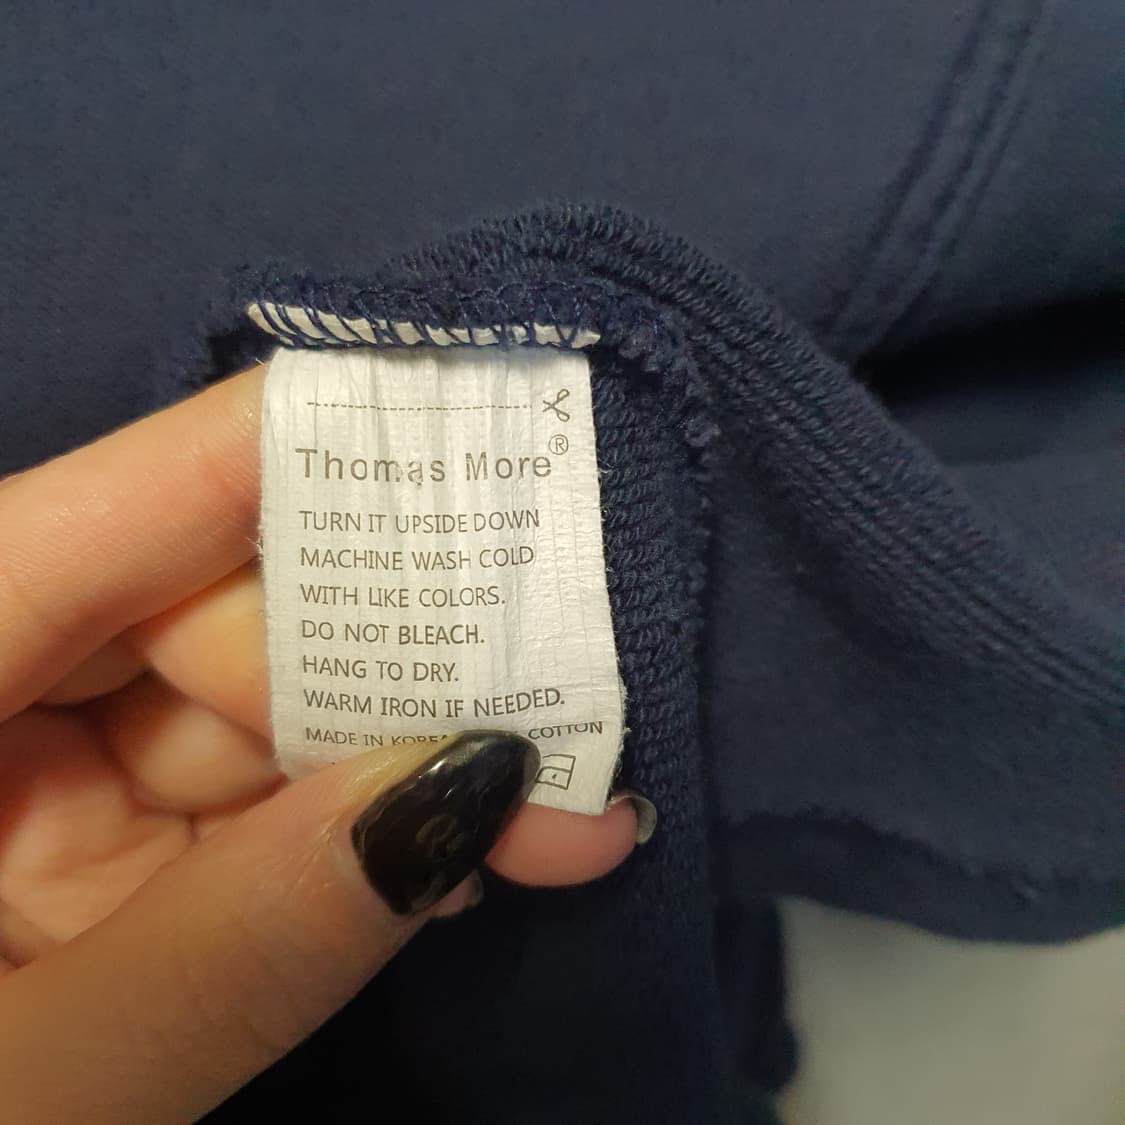 Thomas More®
TURN IT UPSIDE DOWN
MACHINE WASH COLD
WITH LIKE COLORS.
DO NOT BLEACH.
HANG TO DRY.
WARM IRON IF NEEDED.
MADE IN KOREA COTTON